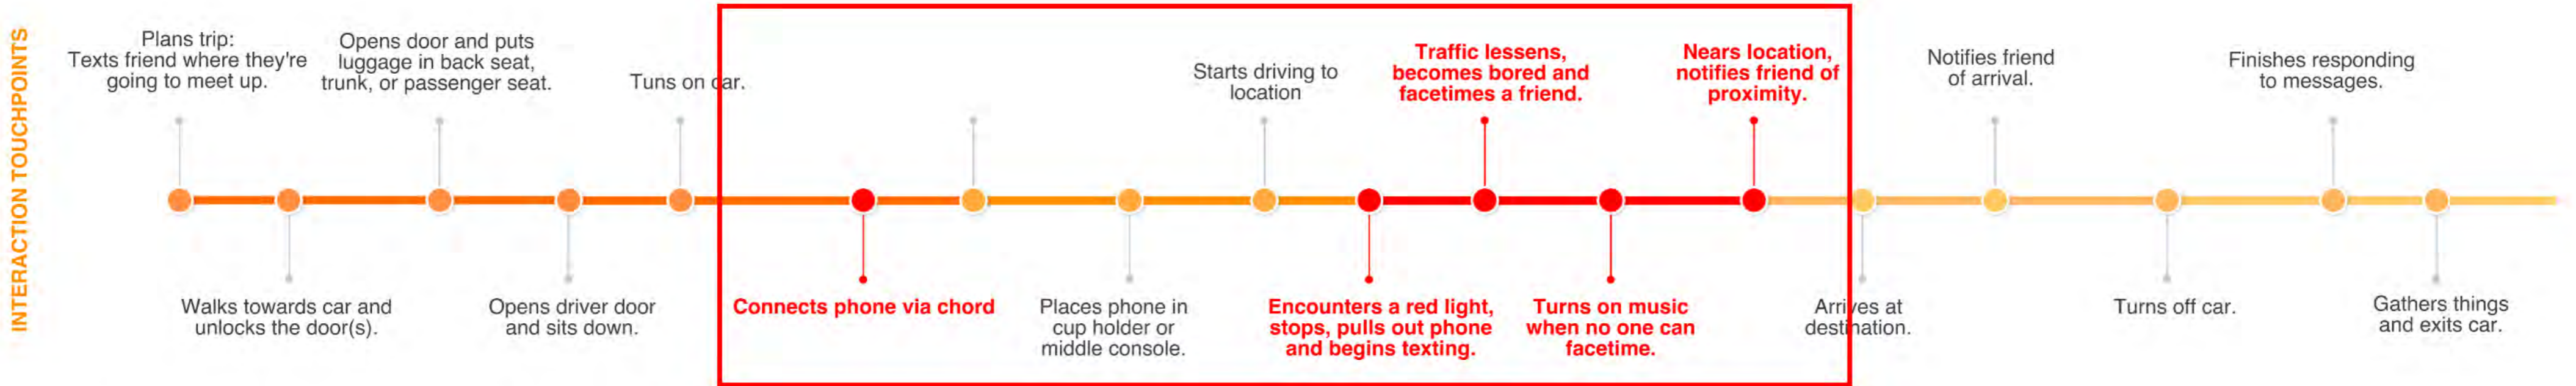 INTERACTION TOUCHPOINTS
Plans trip:
Texts friend where they're
going to meet up.
Walks towards car and
unlocks the door(s).
Opens door and puts
luggage in back seat,
trunk, or passenger seat.
Opens driver door
and sits down.
Tuns on car.
Connects phone via chord
Places phone in
cup holder or
middle console.
Starts driving to
location
Encounters a red light,
stops, pulls out phone
and begins texting.
Traffic lessens,
becomes bored and
facetimes a friend.
Turns on music
when no one can
facetime.
Nears location,
notifies friend of
proximity.
Arrives at
destination.
Notifies friend
of arrival.
Turns off car.
Finishes responding
to messages.
Gathers things
and exits car.